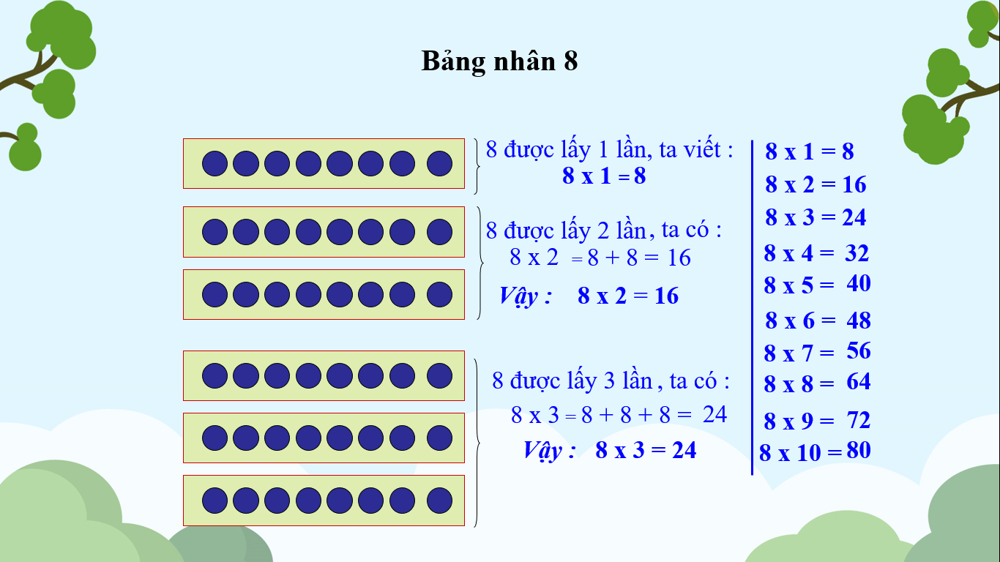 Bảng nhân 8
8 được lấy 1 lần, ta viết :
8 x 1 = 8
8 được lấy 2 lần , ta có :
8 x 2 = 8 + 8 = 16
Vậy : 8 x 2 = 16
8 được lấy 3 lần , ta có :
8 x 3 = 8 + 8 + 8 = 24
Vậy : 8 x 3 = 24
8 x 1 = 8
8 x 2 = 16
8 x 3 = 24
8 x 4 = 32
8 x 5 = 40
8 x 6 = 48
8 x 7 = 56
8 x 8 = 64
8 x 9 = 72
8 x 10 = 80